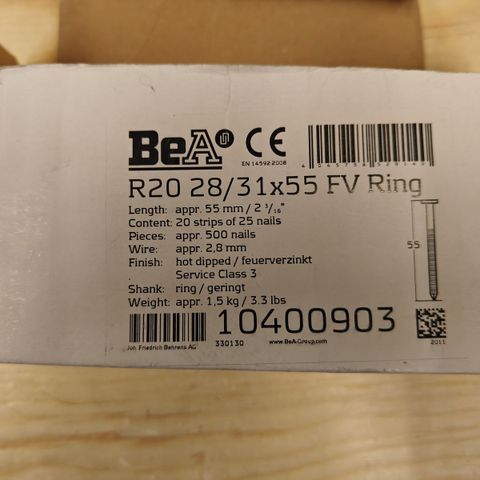 BeA CE
EN 14592:2008
4 045758 529140
R20 28/31x55 FV Ring
Length: appr. 55 mm / 2 3/16"
Content: 20 strips of 25 nails
Pieces: appr. 500 nails
Wire: appr. 2,8 mm
Finish: hot dipped / feuerverzinkt
Service Class 3
Shank: ring / geringt
Weight: appr. 1,5 kg / 3.3 lbs
55
10400903
Joh. Friedrich Behrens AG
330130
www.BeA-Group.com
2011